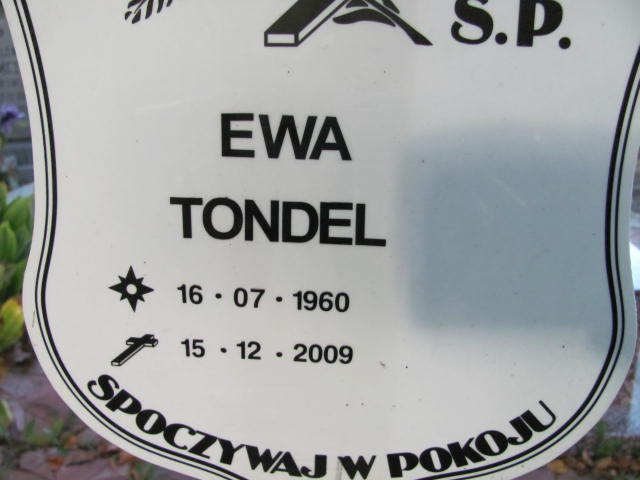 S.P.
EWA
TONDEL
16 · 07 · 1960
15 · 12 · 2009
SPOCZYWAJ W POKOJU